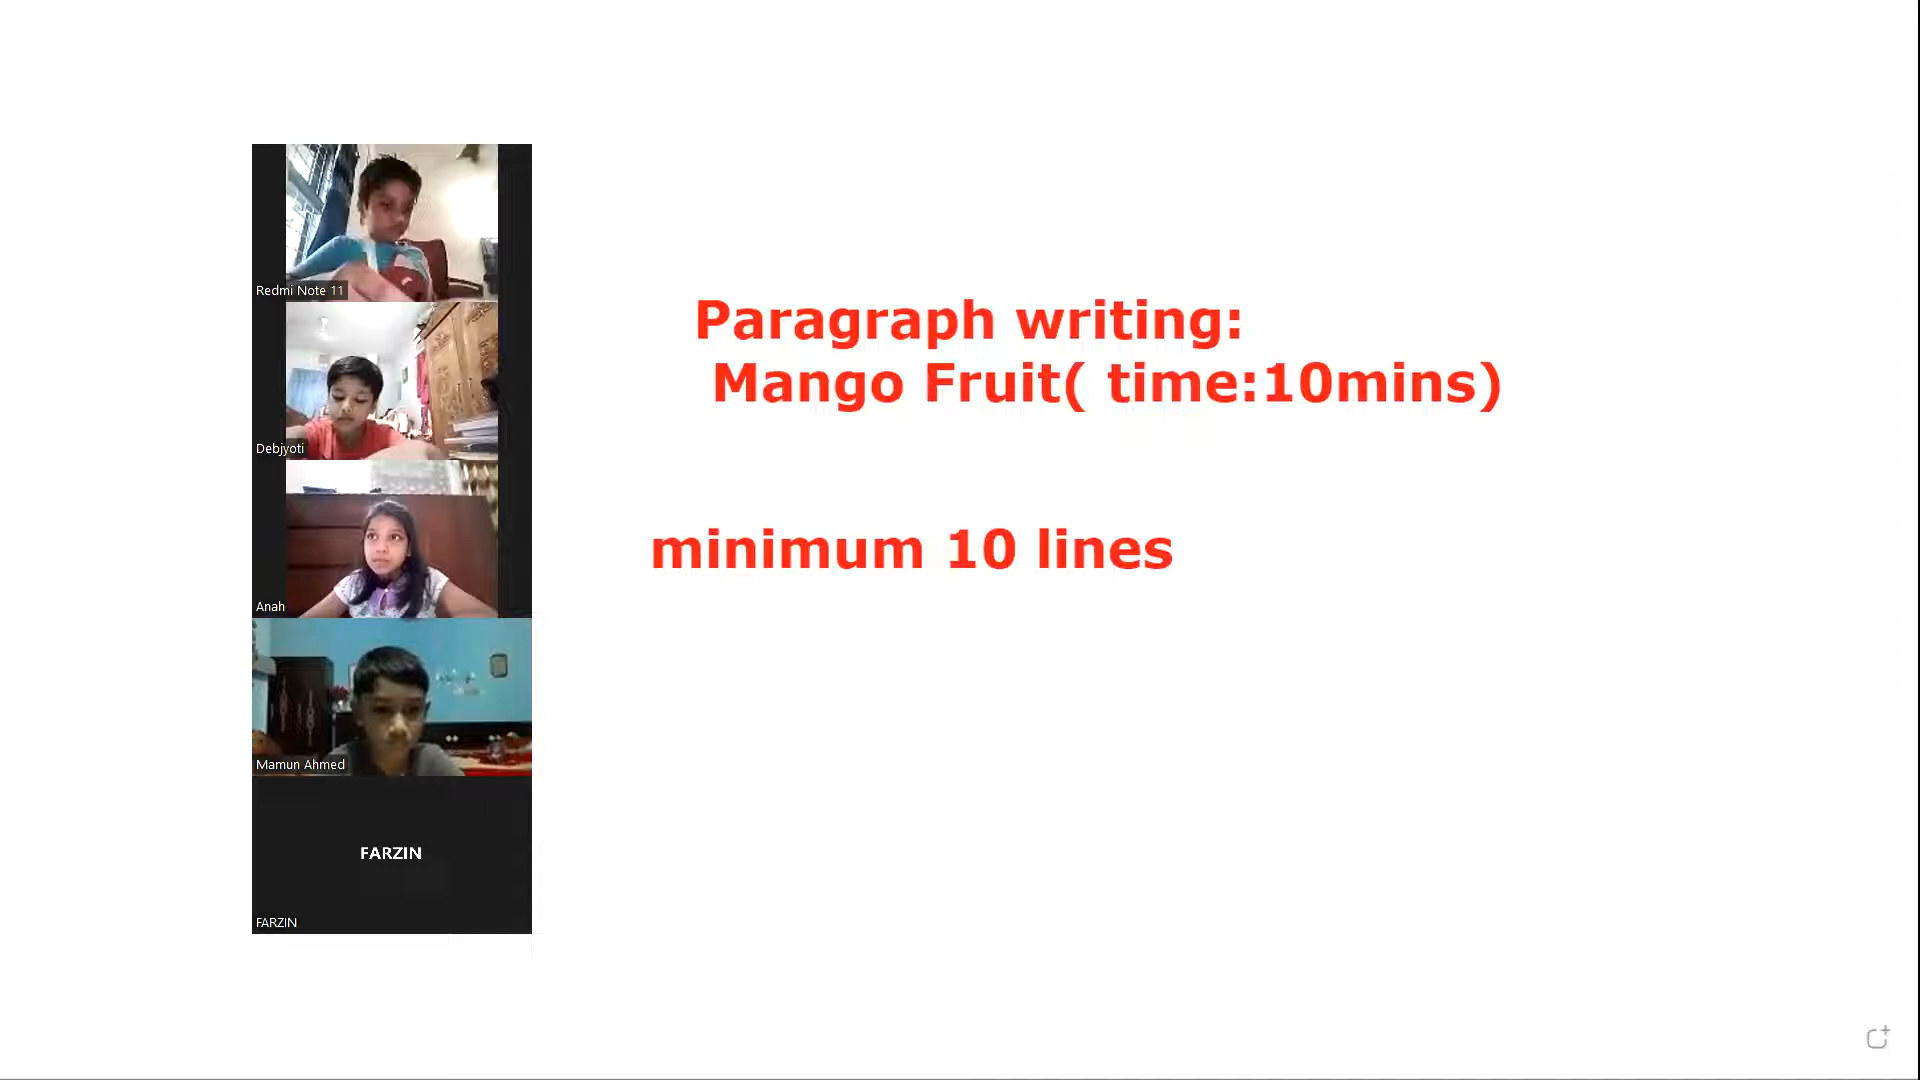 Redmi Note 11
Debjyoti
Anah
Mamun Ahmed
FARZIN
FARZIN
Paragraph writing:
Mango Fruit( time:10mins)
minimum 10 lines